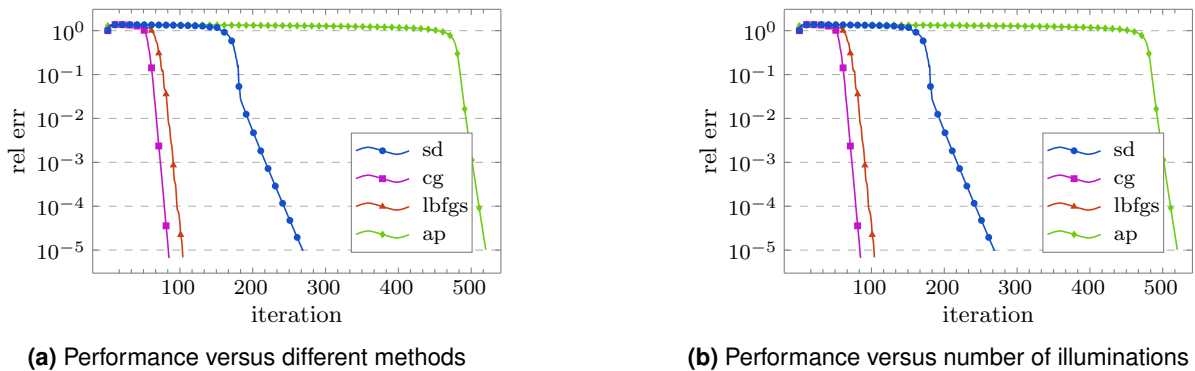 10^0
10^-1
10^-2
10^-3
10^-4
10^-5
rel err
sd
cg
lbfgs
ap
100 200 300 400 500
iteration
(a) Performance versus different methods
10^0
10^-1
10^-2
10^-3
10^-4
10^-5
rel err
sd
cg
lbfgs
ap
100 200 300 400 500
iteration
(b) Performance versus number of illuminations